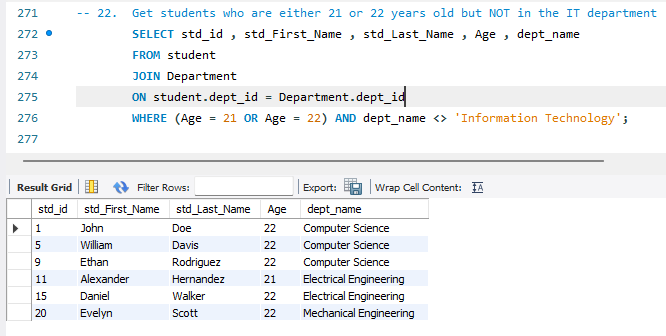 271 -- 22. Get students who are either 21 or 22 years old but NOT in the IT department
272 SELECT std_id , std_First_Name , std_Last_Name , Age , dept_name
273 FROM student
274 JOIN Department
275 ON student.dept_id = Department.dept_id
276 WHERE (Age = 21 OR Age = 22) AND dept_name <> 'Information Technology';
277
Result Grid Filter Rows: Export: Wrap Cell Content:
std_id std_First_Name std_Last_Name Age dept_name
1 John Doe 22 Computer Science
5 William Davis 22 Computer Science
9 Ethan Rodriguez 22 Computer Science
11 Alexander Hernandez 21 Electrical Engineering
15 Daniel Walker 22 Electrical Engineering
20 Evelyn Scott 22 Mechanical Engineering